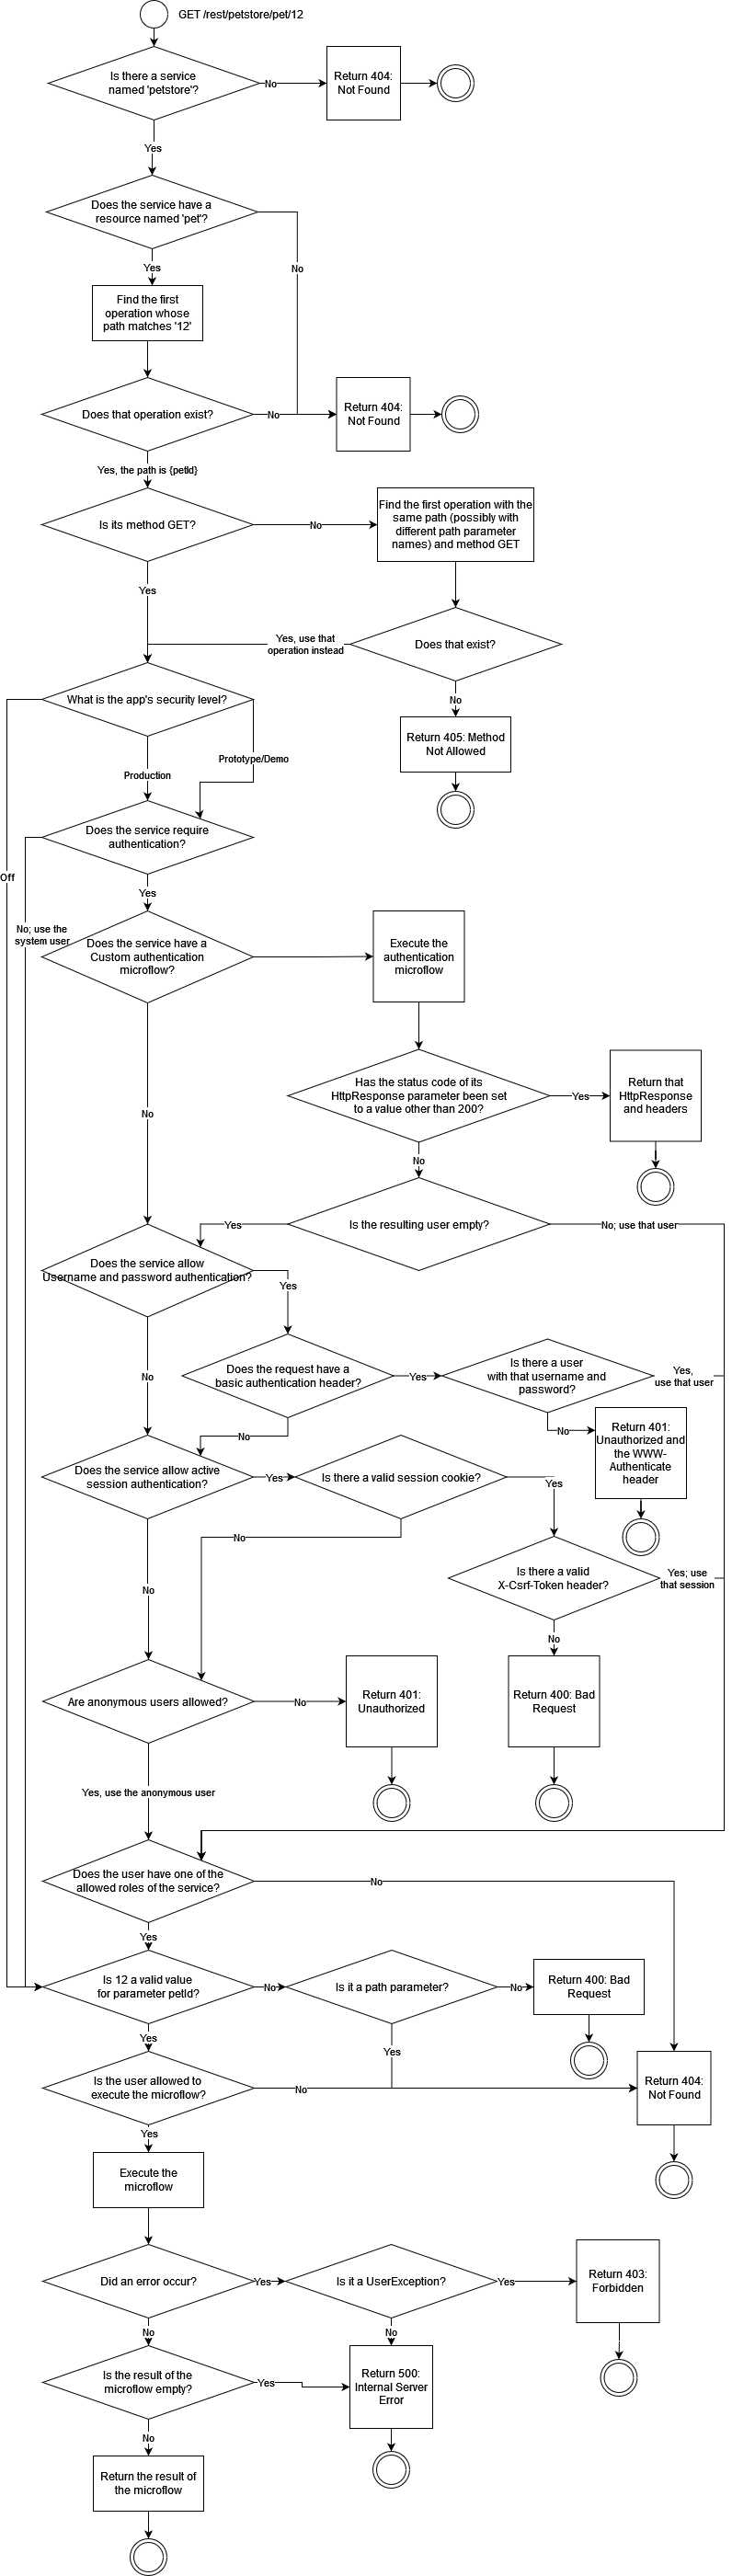 GET /rest/petstore/pet/12
Is there a service
named 'petstore'?
No
Return 404:
Not Found
Yes
Does the service have a
resource named 'pet'?
No
Yes
Find the first
operation whose
path matches '12'
Does that operation exist?
No
Return 404:
Not Found
Yes, the path is {petId}
Is its method GET?
No
Find the first operation with the
same path (possibly with
different path parameter
names) and method GET
Yes
Yes, use that
operation instead
Does that exist?
No
What is the app's security level?
Return 405: Method
Not Allowed
Prototype/Demo
Production
Does the service require
authentication?
Off
Yes
No; use the
system user
Does the service have a
Custom authentication
microflow?
Execute the
authentication
microflow
Has the status code of its
HttpResponse parameter been set
to a value other than 200?
Yes
Return that
HttpResponse
and headers
No
No
Is the resulting user empty?
Yes
No; use that user
Does the service allow
Username and password authentication?
Yes
Does the request have a
basic authentication header?
Yes
Is there a user
with that username and
password?
Yes,
use that user
No
No
No
Return 401:
Unauthorized and
the WWW-
Authenticate
header
Does the service allow active
session authentication?
Yes
Is there a valid session cookie?
Yes
No
No
Is there a valid
X-Csrf-Token header?
Yes; use
that session
No
Are anonymous users allowed?
No
Return 401:
Unauthorized
Return 400: Bad
Request
Yes, use the anonymous user
Does the user have one of the
allowed roles of the service?
No
Yes
Is 12 a valid value
for parameter petId?
No
Is it a path parameter?
No
Return 400: Bad
Request
Yes
Yes
Is the user allowed to
execute the microflow?
No
Return 404:
Not Found
Yes
Execute the
microflow
Did an error occur?
Yes
Is it a UserException?
Yes
Return 403:
Forbidden
No
No
Is the result of the
microflow empty?
Yes
Return 500:
Internal Server
Error
No
Return the result of
the microflow